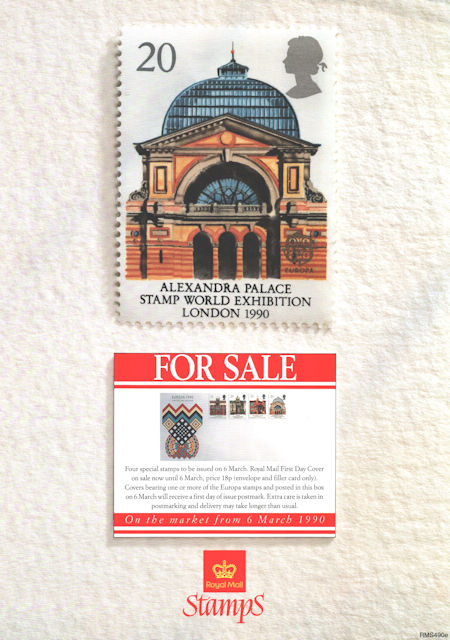 20
EUROPA
ALEXANDRA PALACE
STAMP WORLD EXHIBITION
LONDON 1990
FOR SALE
Four special stamps to be issued on 6 March. Royal Mail First Day Cover
on sale now until 6 March, price 18p (envelope and filler card only).
Covers bearing one or more of the Europa stamps and posted in this box
on 6 March will receive a first day of issue postmark. Extra care is taken in
postmarking and delivery may take longer than usual.
On the market from 6 March 1990
Royal Mail
Stamps
RMS490e